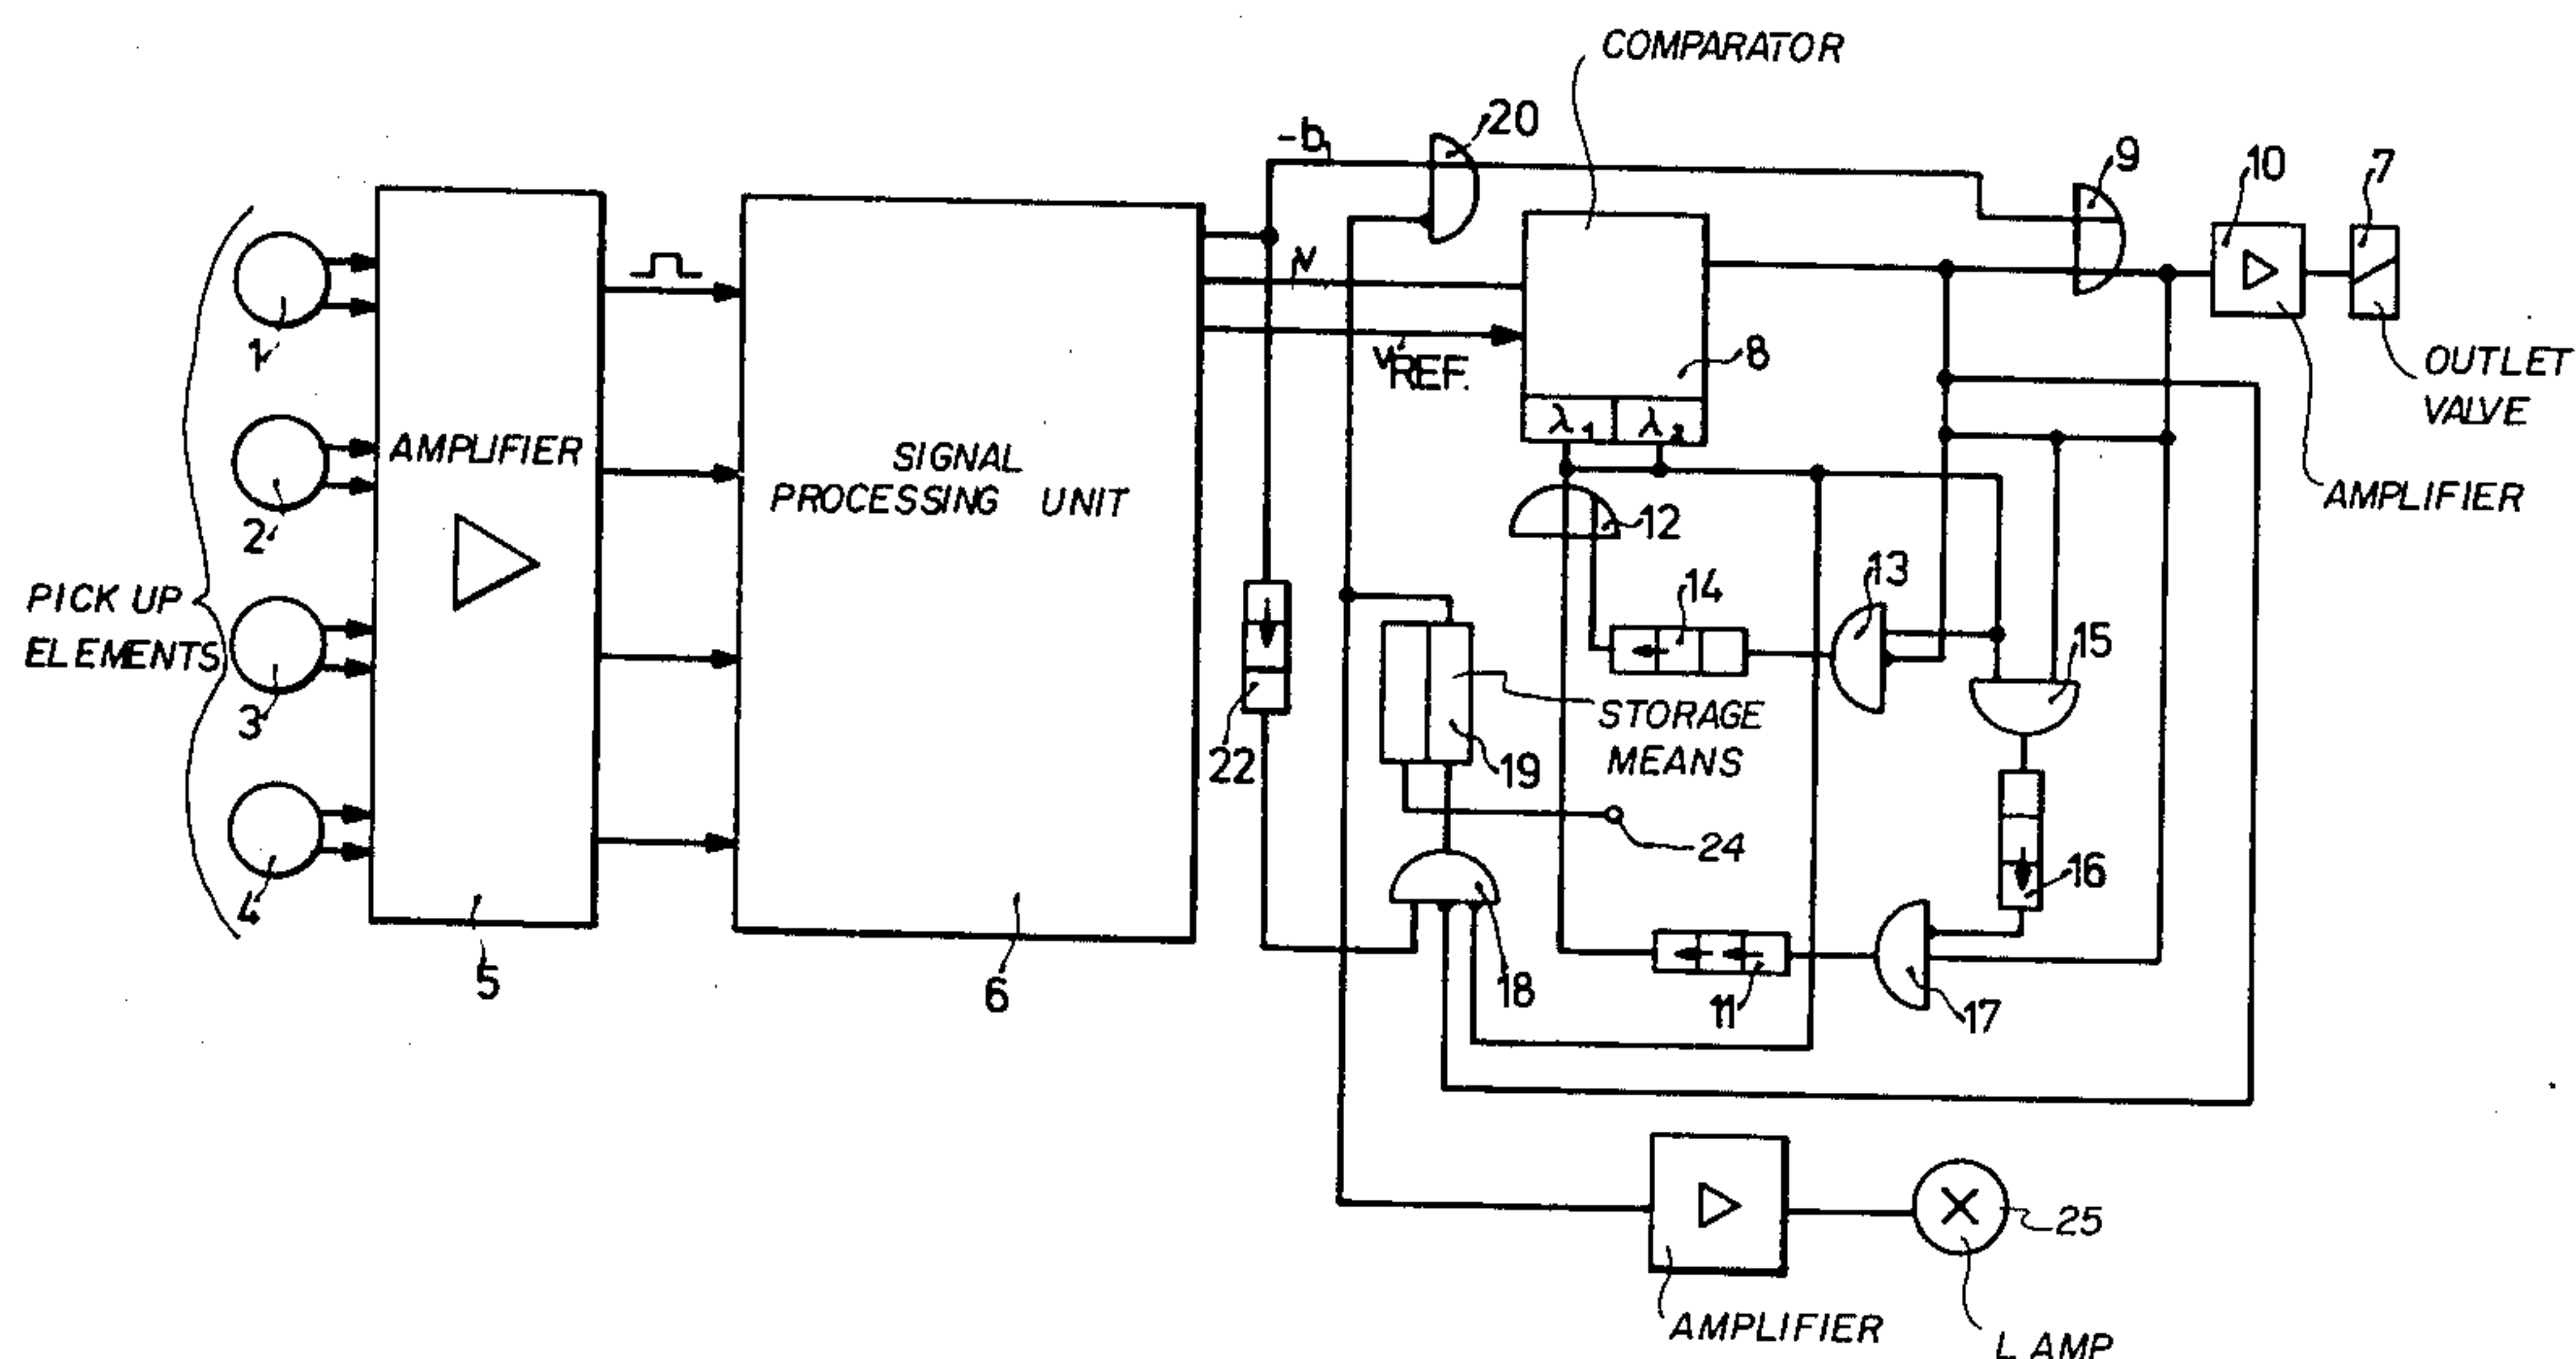 COMPARATOR
-b
20
9
10
7
1
v
vREF.
8
OUTLET
VALVE
λ1 λ2
AMPLIFIER
SIGNAL
PROCESSING UNIT
AMPLIFIER
2
12
14
13
15
PICK UP
ELEMENTS
3
22
STORAGE
MEANS
19
24
16
4
5
6
18
11
17
25
AMPLIFIER
LAMP